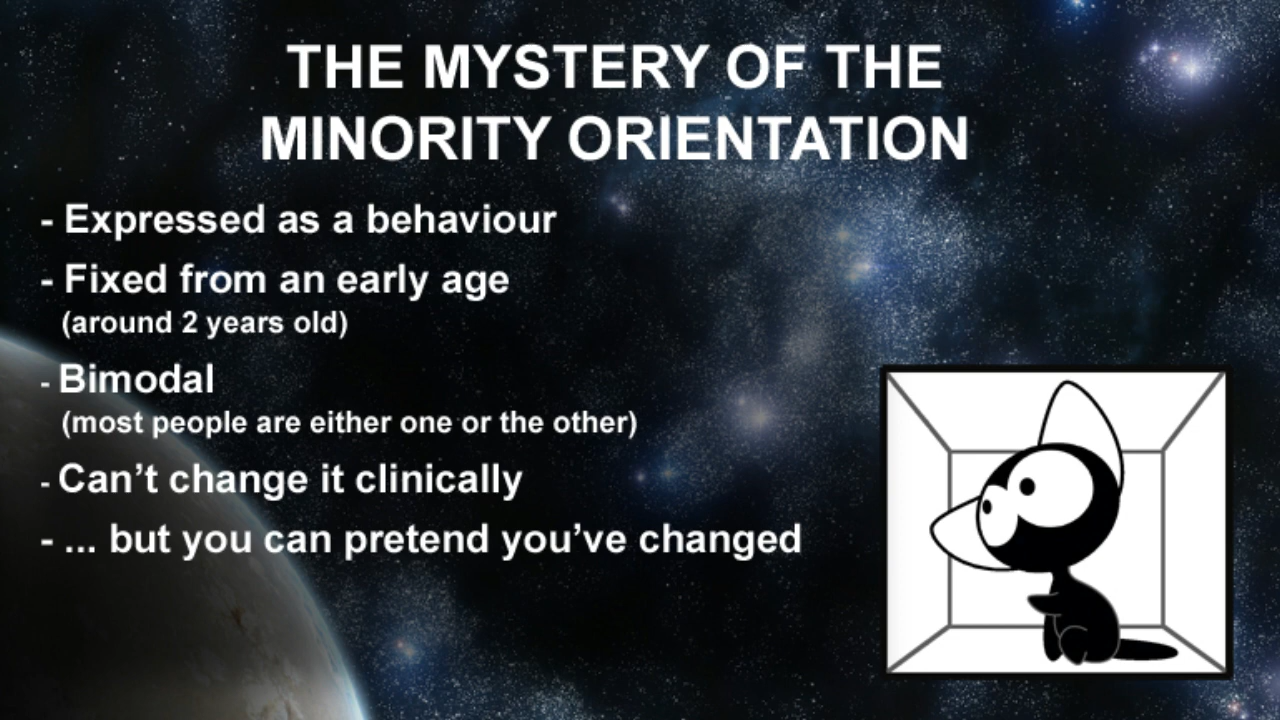 THE MYSTERY OF THE
MINORITY ORIENTATION
- Expressed as a behaviour
- Fixed from an early age
(around 2 years old)
- Bimodal
(most people are either one or the other)
- Can’t change it clinically
- ... but you can pretend you’ve changed